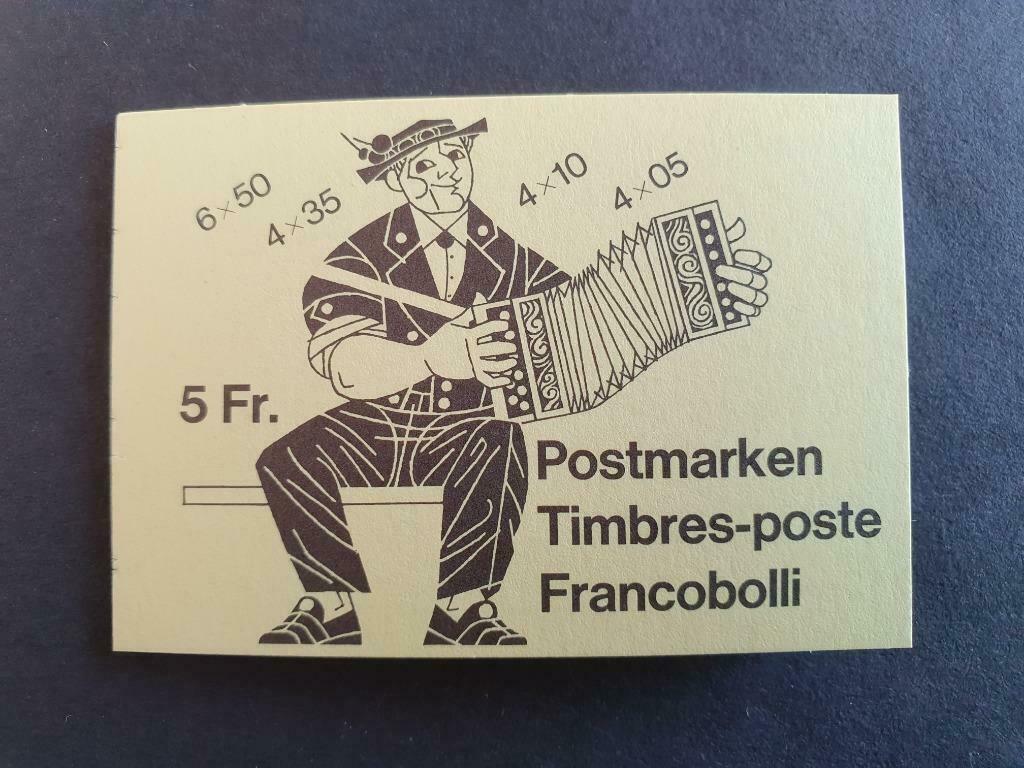 6×50
4×35
4×10
4×05
5 Fr.
Postmarken
Timbres-poste
Francobolli